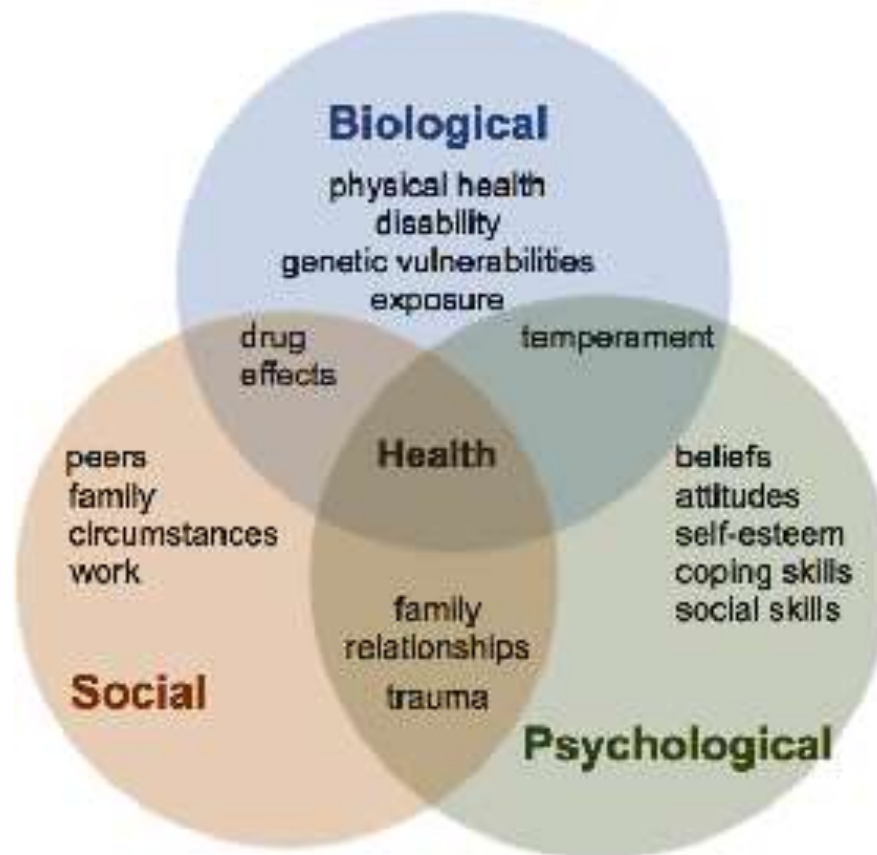 Biological
physical health
disability
genetic vulnerabilities
exposure
drug
effects
temperament
Health
peers
family
circumstances
work
beliefs
attitudes
self-esteem
coping skills
social skills
family
relationships
trauma
Social
Psychological